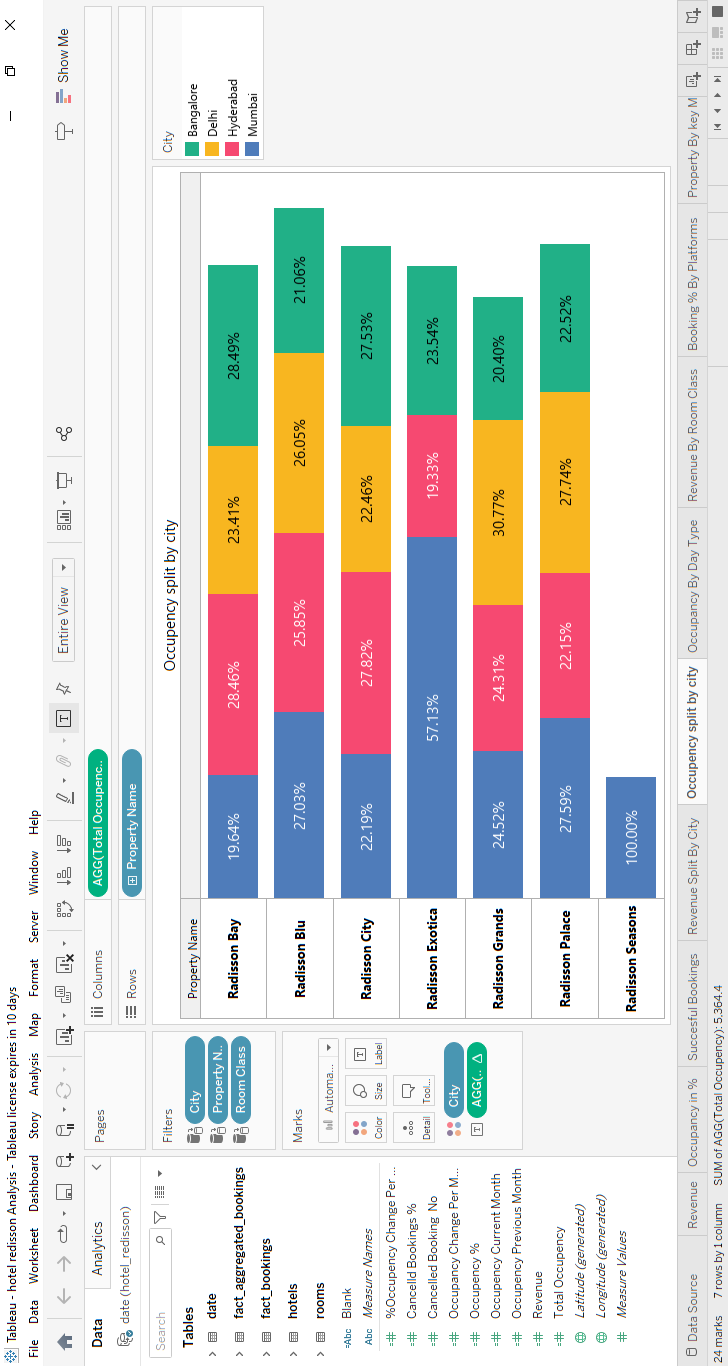 Tableau - hotel redisson Analysis - Tableau license expires in 10 days
File Data Worksheet Dashboard Story Analysis Map Format Server Window Help
Entire View
Show Me
Data
Analytics
date (hotel_redisson)
Search
Tables
date
fact_aggregated_bookings
fact_bookings
hotels
rooms
Abc Blank
Abc Measure Names
%Occupency Change Per ...
Cancelld Bookings %
Cancelled Booking No
Occupancy Change Per M...
Occupency %
Occupency Current Month
Occupency Previous Month
Revenue
Total Occupency
Latitude (generated)
Longitude (generated)
Measure Values
Pages
Filters
City
Property N..
Room Class
Marks
Automa...
Color
Size
Label
Detail
Tool...
City
AGG(.. Δ
Columns
AGG(Total Occupenc..
Rows
Property Name
Occupency split by city
Property Name
Radisson Bay
19.64%
28.46%
23.41%
28.49%
Radisson Blu
27.03%
25.85%
26.05%
21.06%
Radisson City
22.19%
27.82%
22.46%
27.53%
Radisson Exotica
57.13%
19.33%
23.54%
Radisson Grands
24.52%
24.31%
30.77%
20.40%
Radisson Palace
27.59%
22.15%
27.74%
22.52%
Radisson Seasons
100.00%
City
Bangalore
Delhi
Hyderabad
Mumbai
Data Source
Revenue
Occupancy in %
Succesful Bookings
Revenue Split By City
Occupency split by city
Occupancy By Day Type
Revenue By Room Class
Booking % By Platforms
Property By key M
24 marks
7 rows by 1 column
SUM of AGG(Total Occupency): 5,364.4